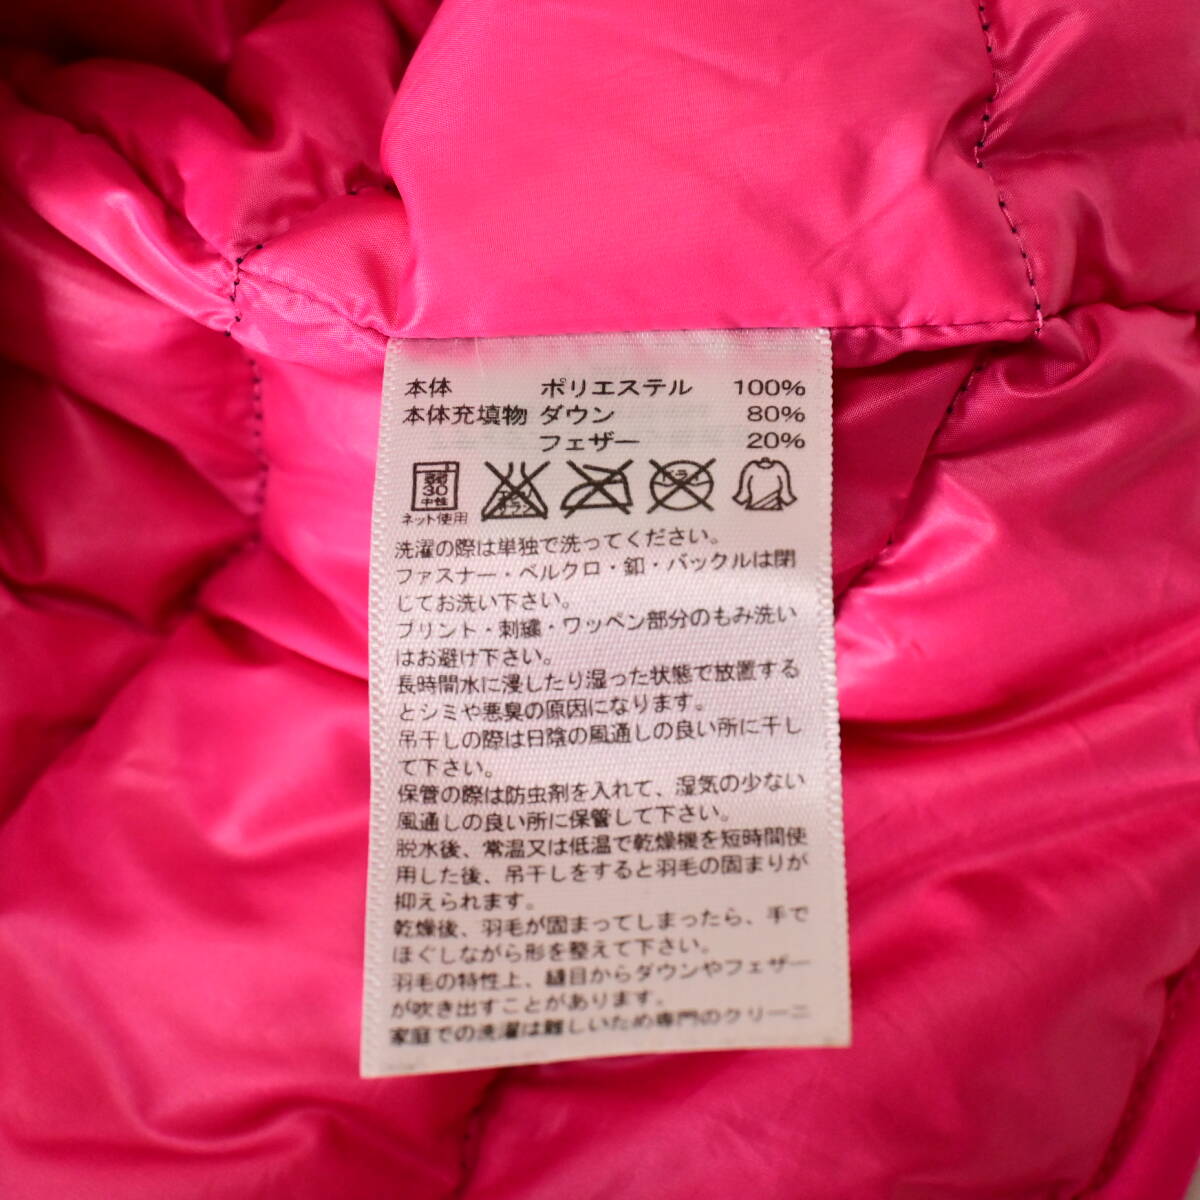 本体 ポリエステル 100%
本体充填物 ダウン 80%
フェザー 20%
弱
30
中性
ネット使用
エンソ
サラシ
ドライ
洗濯の際は単独で洗ってください。
ファスナー・ベルクロ・釦・バックルは閉
じてお洗い下さい。
プリント・刺繍・ワッペン部分のもみ洗い
はお避け下さい。
長時間水に浸したり湿った状態で放置する
とシミや悪臭の原因になります。
吊干しの際は日陰の風通しの良い所に干し
て下さい。
保管の際は防虫剤を入れて、湿気の少ない
風通しの良い所に保管して下さい。
脱水後、常温又は低温で乾燥機を短時間使
用した後、吊干しをすると羽毛の固まりが
抑えられます。
乾燥後、羽毛が固まってしまったら、手で
ほぐしながら形を整えて下さい。
羽毛の特性上、縫目からダウンやフェザー
が吹き出すことがあります。
家庭での洗濯は難しいため専門のクリーニ